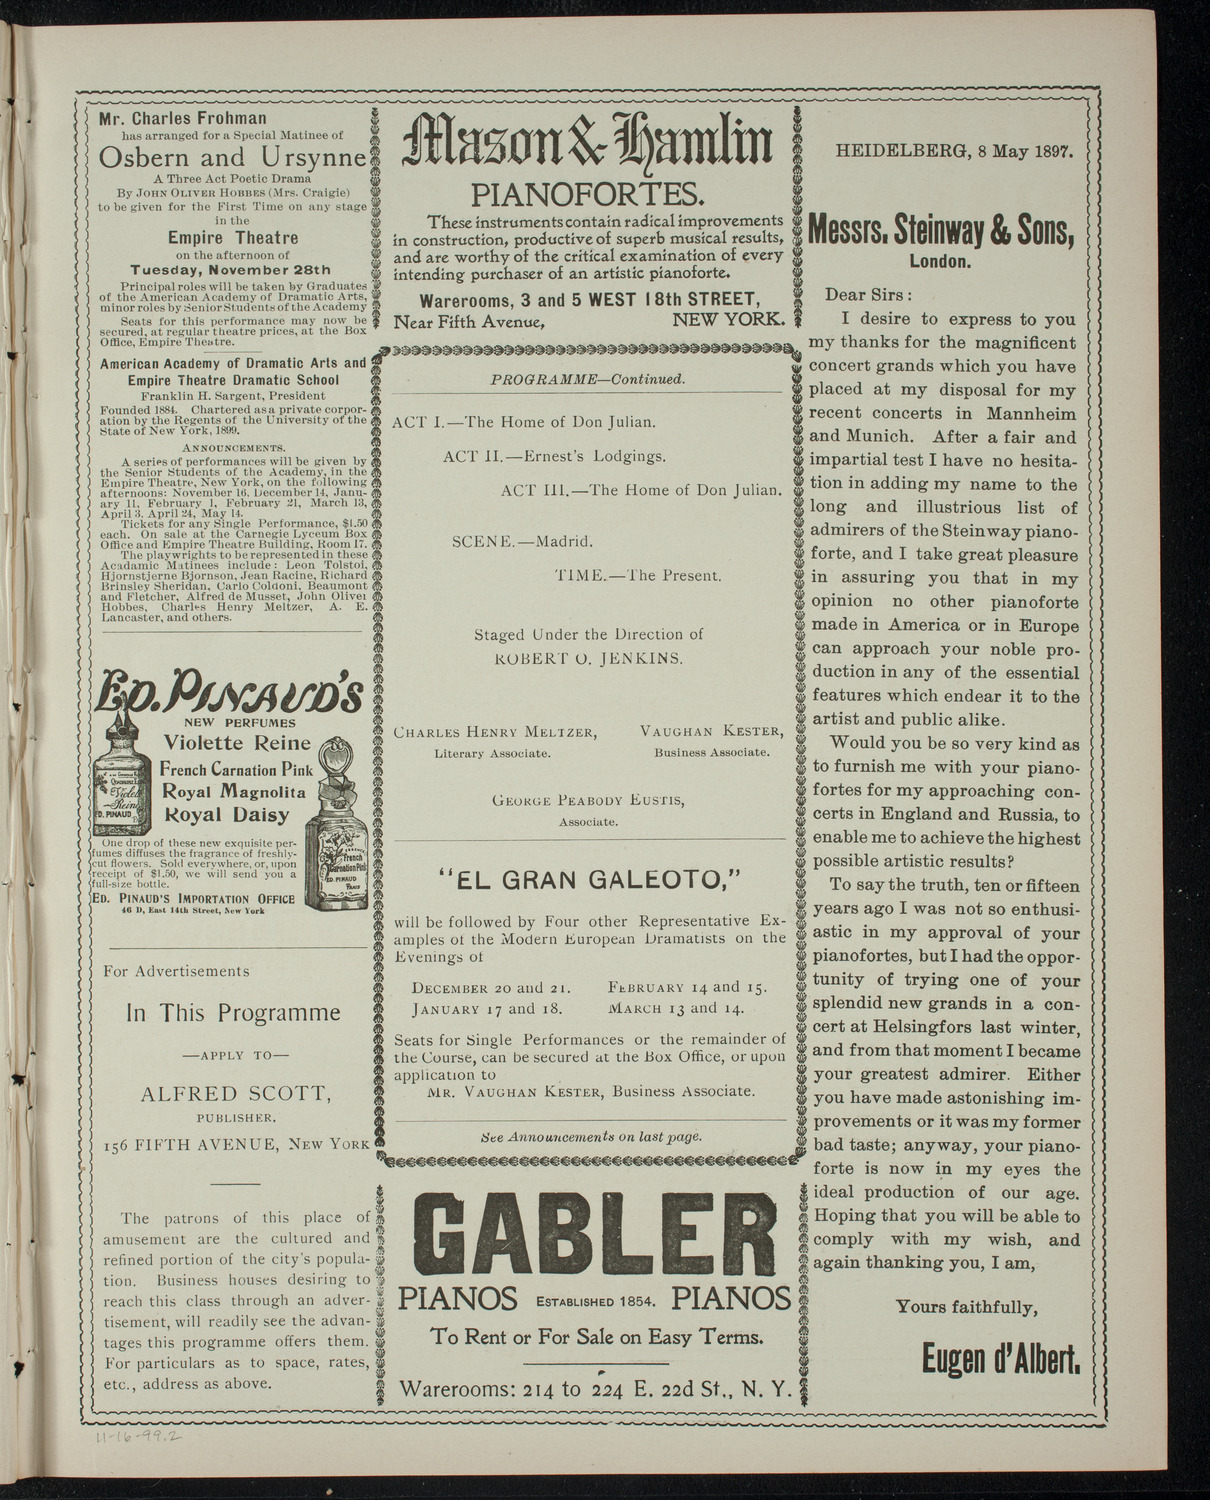 Mr. Charles Frohman
has arranged for a Special Matinee of
Osbern and Ursynne
A Three Act Poetic Drama
By JOHN OLIVER HOBBES (Mrs. Craigie)
to be given for the First Time on any stage
in the
Empire Theatre
on the afternoon of
Tuesday, November 28th
Principal roles will be taken by Graduates
of the American Academy of Dramatic Arts,
minor roles by Senior Students of the Academy
Seats for this performance may now be
secured, at regular theatre prices, at the Box
Office, Empire Theatre.
American Academy of Dramatic Arts and
Empire Theatre Dramatic School
Franklin H. Sargent, President
Founded 1884. Chartered as a private corpor-
ation by the Regents of the University of the
State of New York, 1899.
ANNOUNCEMENTS.
A series of performances will be given by
the Senior Students of the Academy, in the
Empire Theatre, New York, on the following
afternoons: November 16, December 14, Janu-
ary 11, February 1, February 21, March 13,
April 3, April 24, May 14.
Tickets for any Single Performance, $1.50
each. On sale at the Carnegie Lyceum Box
Office and Empire Theatre Building, Room 17.
The playwrights to be represented in these
Acadamic Matinees include: Leon Tolstoi,
Hjornstjerne Bjornson, Jean Racine, Richard
Brinsley Sheridan, Carlo Coldoni, Beaumont
and Fletcher, Alfred de Musset, John Oliver
Hobbes, Charles Henry Meltzer, A. E.
Lancaster, and others.
ED. PINAUD'S
NEW PERFUMES
Violette Reine
French Carnation Pink
Royal Magnolita
Royal Daisy
One drop of these new exquisite per-
fumes diffuses the fragrance of freshly-
cut flowers. Sold everywhere, or, upon
receipt of $1.50, we will send you a
full-size bottle.
ED. PINAUD'S IMPORTATION OFFICE
46 D, East 14th Street, New York
For Advertisements
In This Programme
—APPLY TO—
ALFRED SCOTT,
PUBLISHER,
156 FIFTH AVENUE, NEW YORK
The patrons of this place of
amusement are the cultured and
refined portion of the city's popula-
tion. Business houses desiring to
reach this class through an adver-
tisement, will readily see the advan-
tages this programme offers them.
For particulars as to space, rates,
etc., address as above.
11-16-99.2
Mason & Hamlin
PIANOFORTES.
These instruments contain radical improvements
in construction, productive of superb musical results,
and are worthy of the critical examination of every
intending purchaser of an artistic pianoforte.
Warerooms, 3 and 5 WEST 18th STREET,
Near Fifth Avenue, NEW YORK.
PROGRAMME—Continued.
ACT I.—The Home of Don Julian.
ACT II.—Ernest's Lodgings.
ACT III.—The Home of Don Julian.
SCENE.—Madrid.
TIME.—The Present.
Staged Under the Direction of
ROBERT O. JENKINS.
CHARLES HENRY MELTZER, VAUGHAN KESTER,
Literary Associate. Business Associate.
GEORGE PEABODY EUSTIS,
Associate.
"EL GRAN GALEOTO,"
will be followed by Four other Representative Ex-
amples of the Modern European Dramatists on the
Evenings of
DECEMBER 20 and 21. FEBRUARY 14 and 15.
JANUARY 17 and 18. MARCH 13 and 14.
Seats for Single Performances or the remainder of
the Course, can be secured at the Box Office, or upon
application to
MR. VAUGHAN KESTER, Business Associate.
See Announcements on last page.
GABLER
PIANOS ESTABLISHED 1854. PIANOS
To Rent or For Sale on Easy Terms.
Warerooms: 214 to 224 E. 22d St., N. Y.
HEIDELBERG, 8 May 1897.
Messrs. Steinway & Sons,
London.
Dear Sirs:
I desire to express to you
my thanks for the magnificent
concert grands which you have
placed at my disposal for my
recent concerts in Mannheim
and Munich. After a fair and
impartial test I have no hesita-
tion in adding my name to the
long and illustrious list of
admirers of the Steinway piano-
forte, and I take great pleasure
in assuring you that in my
opinion no other pianoforte
made in America or in Europe
can approach your noble pro-
duction in any of the essential
features which endear it to the
artist and public alike.
Would you be so very kind as
to furnish me with your piano-
fortes for my approaching con-
certs in England and Russia, to
enable me to achieve the highest
possible artistic results?
To say the truth, ten or fifteen
years ago I was not so enthusi-
astic in my approval of your
pianofortes, but I had the oppor-
tunity of trying one of your
splendid new grands in a con-
cert at Helsingfors last winter,
and from that moment I became
your greatest admirer. Either
you have made astonishing im-
provements or it was my former
bad taste; anyway, your piano-
forte is now in my eyes the
ideal production of our age.
Hoping that you will be able to
comply with my wish, and
again thanking you, I am,
Yours faithfully,
Eugen d'Albert.